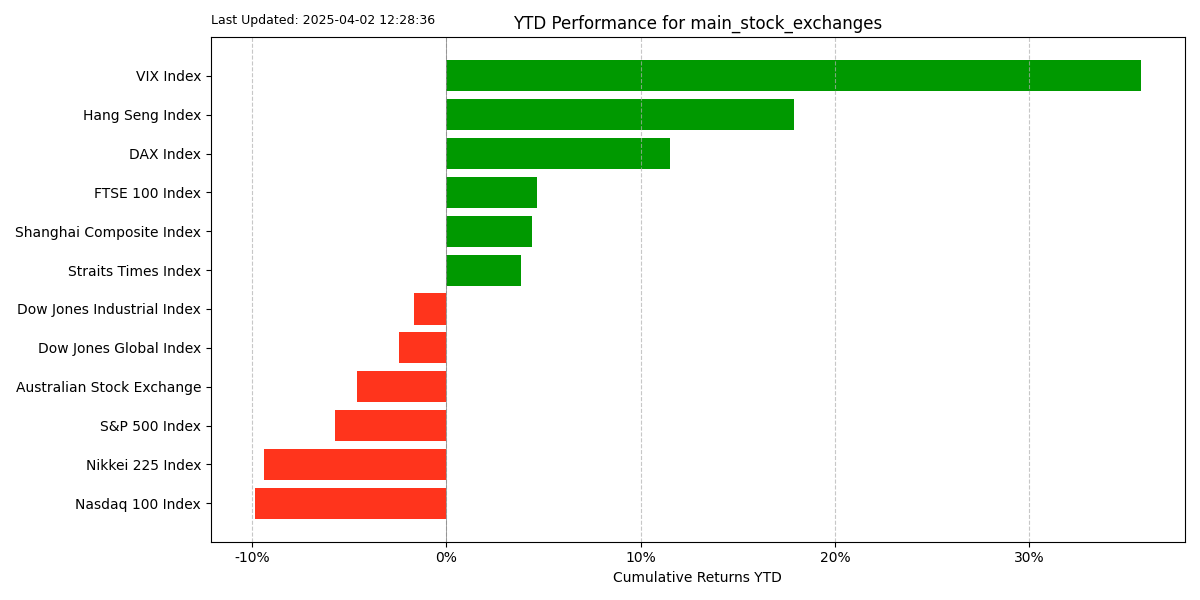 Last Updated: 2025-04-02 12:28:36
YTD Performance for main_stock_exchanges
VIX Index
Hang Seng Index
DAX Index
FTSE 100 Index
Shanghai Composite Index
Straits Times Index
Dow Jones Industrial Index
Dow Jones Global Index
Australian Stock Exchange
S&P 500 Index
Nikkei 225 Index
Nasdaq 100 Index
-10% 0% 10% 20% 30%
Cumulative Returns YTD